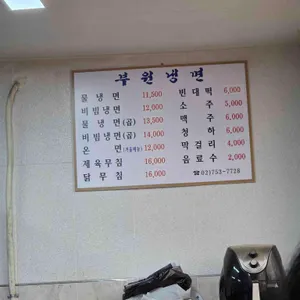 부원냉면
물냉면 11,500
비빔냉면 12,000
물냉면(곱) 13,500
비빔냉면(곱) 14,000
온면 12,000
제육무침 16,000
닭무침 16,000
빈대떡 6,000
소주 5,000
맥주 6,000
청하 6,000
막걸리 4,000
음료수 2,000
☎02)753-7728